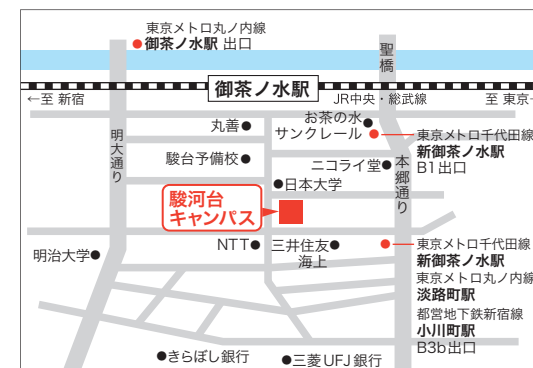 東京メトロ丸ノ内線
御茶ノ水駅 出口
聖橋
御茶ノ水駅
←至 新宿
JR中央・総武線
至 東京
お茶の水
サンクレール
丸善
明大通り
東京メトロ千代田線
新御茶ノ水駅
B1出口
駿台予備校
ニコライ堂
本郷通り
日本大学
駿河台
キャンパス
NTT
三井住友
海上
明治大学
東京メトロ千代田線
新御茶ノ水駅
東京メトロ丸ノ内線
淡路町駅
都営地下鉄新宿線
小川町駅
B3b出口
きらぼし銀行
三菱UFJ銀行